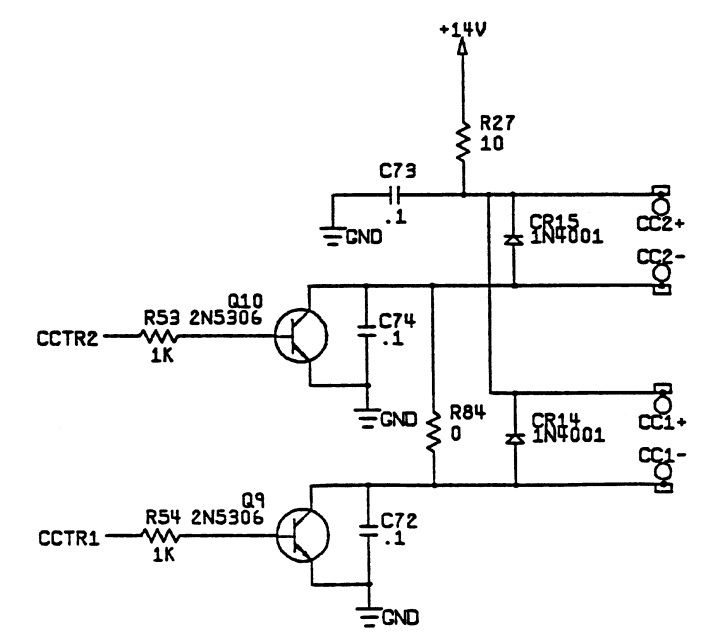 +14V
R27
10
C73
.1
GND
CR15
1N4001
CC2+
CC2-
Q10
R53 2N5306
CCTR2
1K
C74
.1
GND
R84
0
CR14
1N4001
CC1+
CC1-
Q9
R54 2N5306
CCTR1
1K
C72
.1
GND